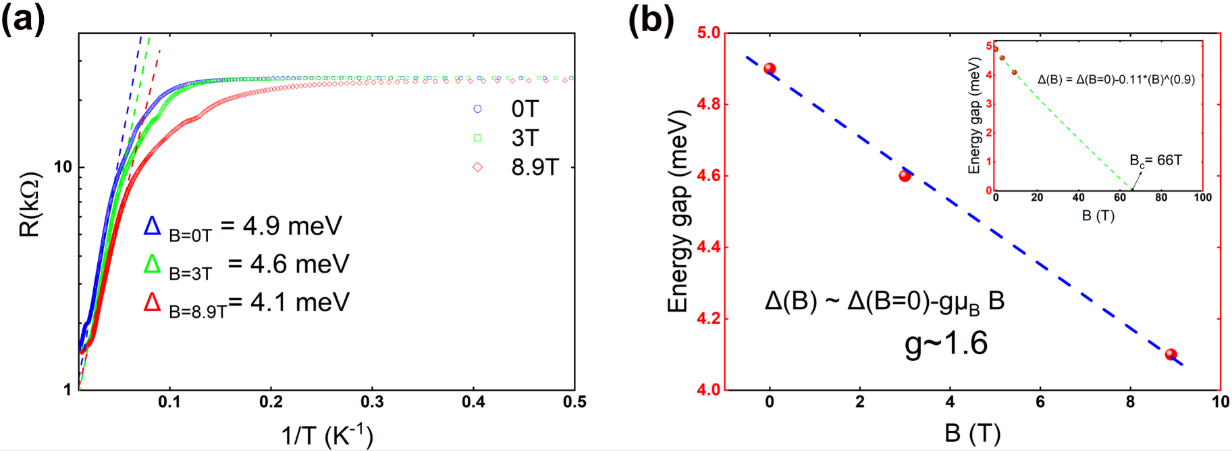 (a)
R(kΩ)
10
1
0.1
0.2
0.3
0.4
0.5
1/T (K⁻¹)
0T
3T
8.9T
Δ B=0T = 4.9 meV
Δ B=3T = 4.6 meV
Δ B=8.9T = 4.1 meV
(b)
Energy gap (meV)
5.0
4.8
4.6
4.4
4.2
4.0
0
2
4
6
8
10
B (T)
Δ(B) ~ Δ(B=0)-gμB B
g~1.6
Energy gap (meV)
5
4
3
2
1
0
0
20
40
60
80
100
B (T)
Δ(B) = Δ(B=0)-0.11*(B)^(0.9)
Bc= 66T